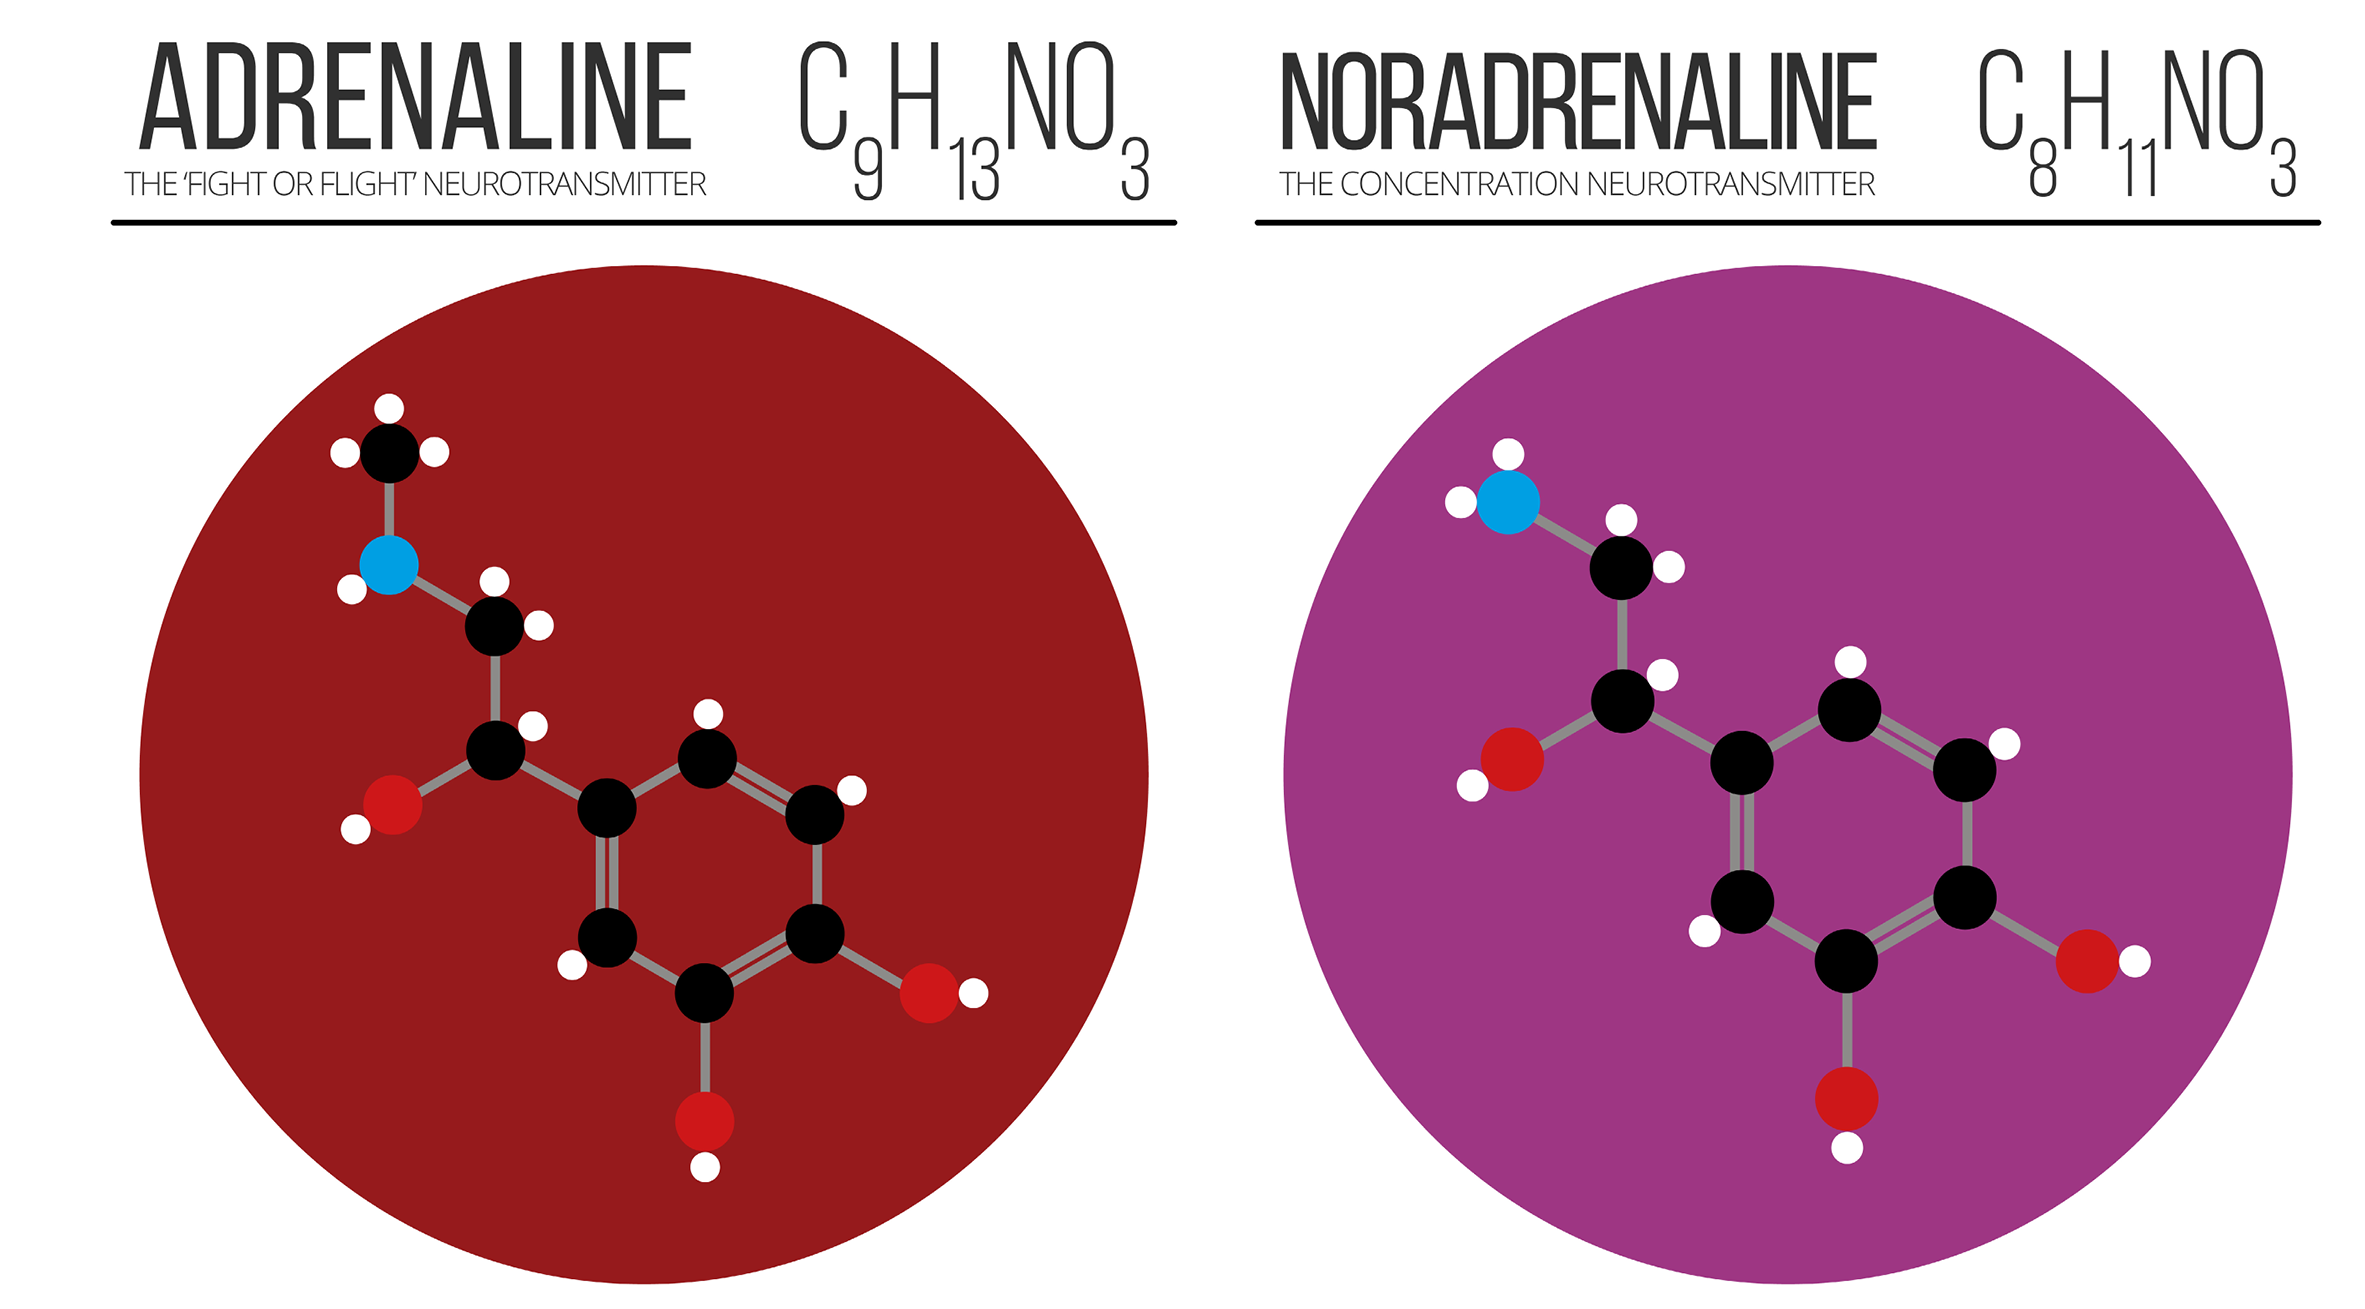 ADRENALINE
THE 'FIGHT OR FLIGHT' NEUROTRANSMITTER
C₉H₁₃NO₃
NORADRENALINE
THE CONCENTRATION NEUROTRANSMITTER
C₈H₁₁NO₃